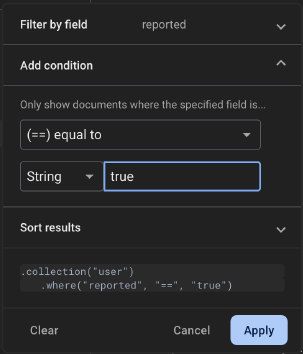 Filter by field reported
Add condition
Only show documents where the specified field is...
(==) equal to
String true
Sort results
.collection("user")
.where("reported", "==", "true")
Clear Cancel Apply